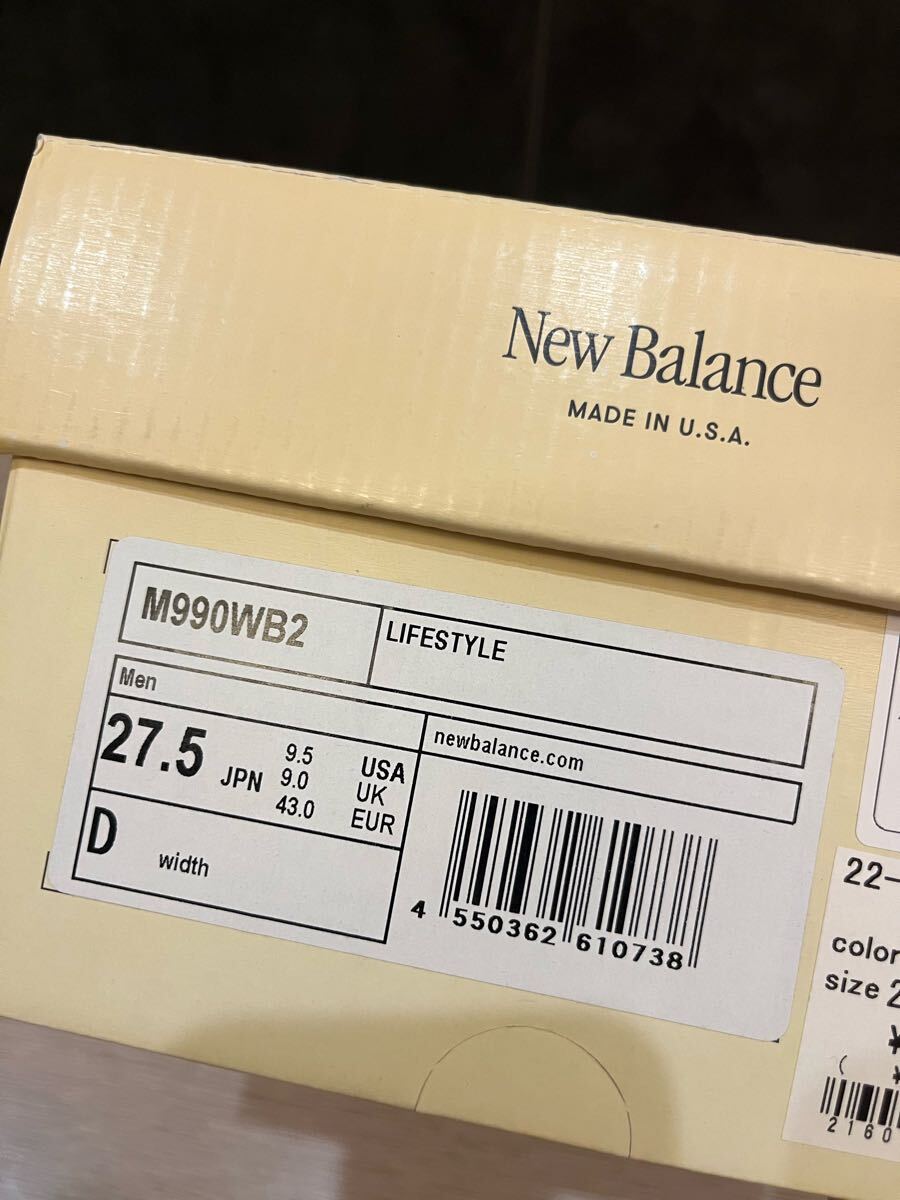 New Balance
MADE IN U.S.A.
M990WB2
LIFESTYLE
Men
newbalance.com
27.5 JPN
9.5 USA
9.0 UK
43.0 EUR
D width
4 550362 610738
22-
color
size 2
¥
(
¥
2160